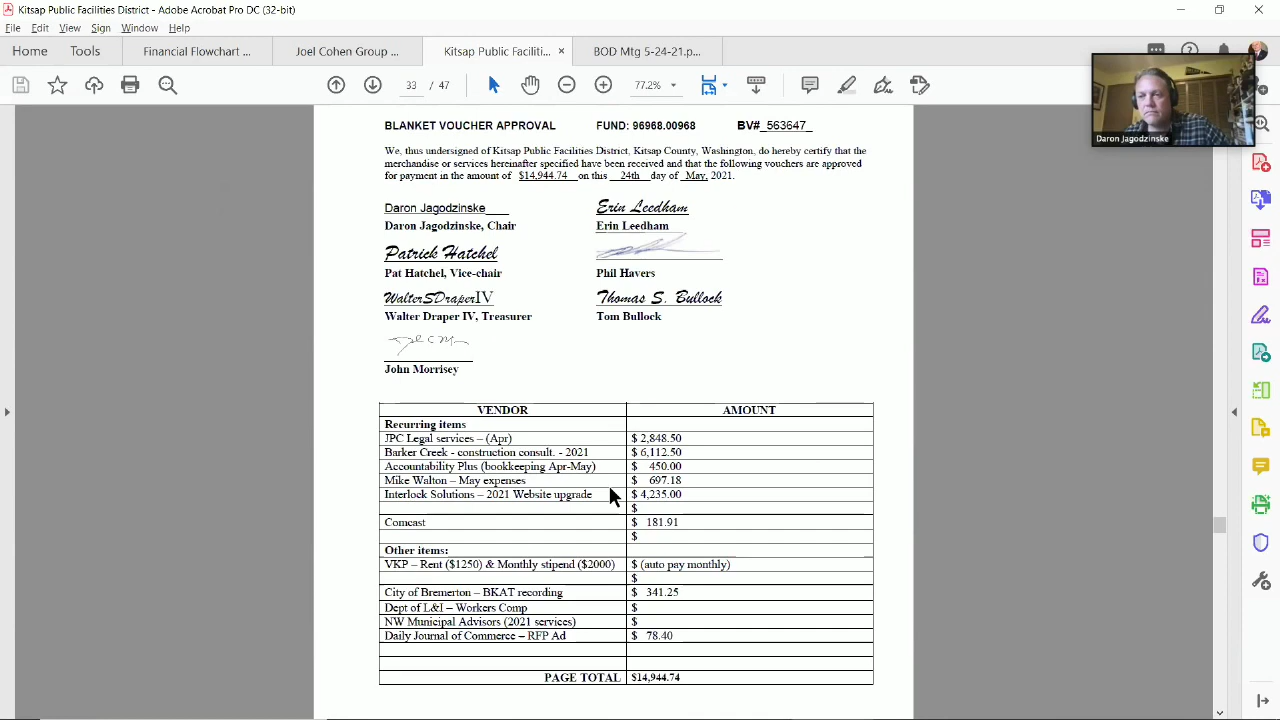 Kitsap Public Facilities District - Adobe Acrobat Pro DC (32-bit)
File Edit View Sign Window Help
Home Tools Financial Flowchart ... Joel Cohen Group ... Kitsap Public Faciliti... × BOD Mtg 5-24-21.p...
33 / 47 77.2%
Daron Jagodzinske
BLANKET VOUCHER APPROVAL FUND: 96968.00968 BV#_563647_
We, the undersigned Kitsap Public Facilities District, Kitsap County, Washington, do hereby certify that the
merchandise or services hereinafter specified have been received and that the following vouchers are approved
for payment in the amount of $14,944.74 on this 24th day of May, 2021.
Daron Jagodzinske____ Erin Leedham
Daron Jagodzinske, Chair Erin Leedham
Patrick Hatchel
Pat Hatchel, Vice-chair Phil Havers
WalterSDraperIV Thomas S. Bullock
Walter Draper IV, Treasurer Tom Bullock
John Morrisey
VENDOR AMOUNT
Recurring items
JPC Legal services – (Apr) $ 2,848.50
Barker Creek - construction consult. - 2021 $ 6,112.50
Accountability Plus (bookkeeping Apr-May) $ 450.00
Mike Walton – May expenses $ 697.18
Interlock Solutions – 2021 Website upgrade $ 4,235.00
$
Comcast $ 181.91
$
Other items:
VKP – Rent ($1250) & Monthly stipend ($2000) $ (auto pay monthly)
$
City of Bremerton – BKAT recording $ 341.25
Dept of L&I – Workers Comp $
NW Municipal Advisors (2021 services) $
Daily Journal of Commerce – RFP Ad $ 78.40
PAGE TOTAL $14,944.74